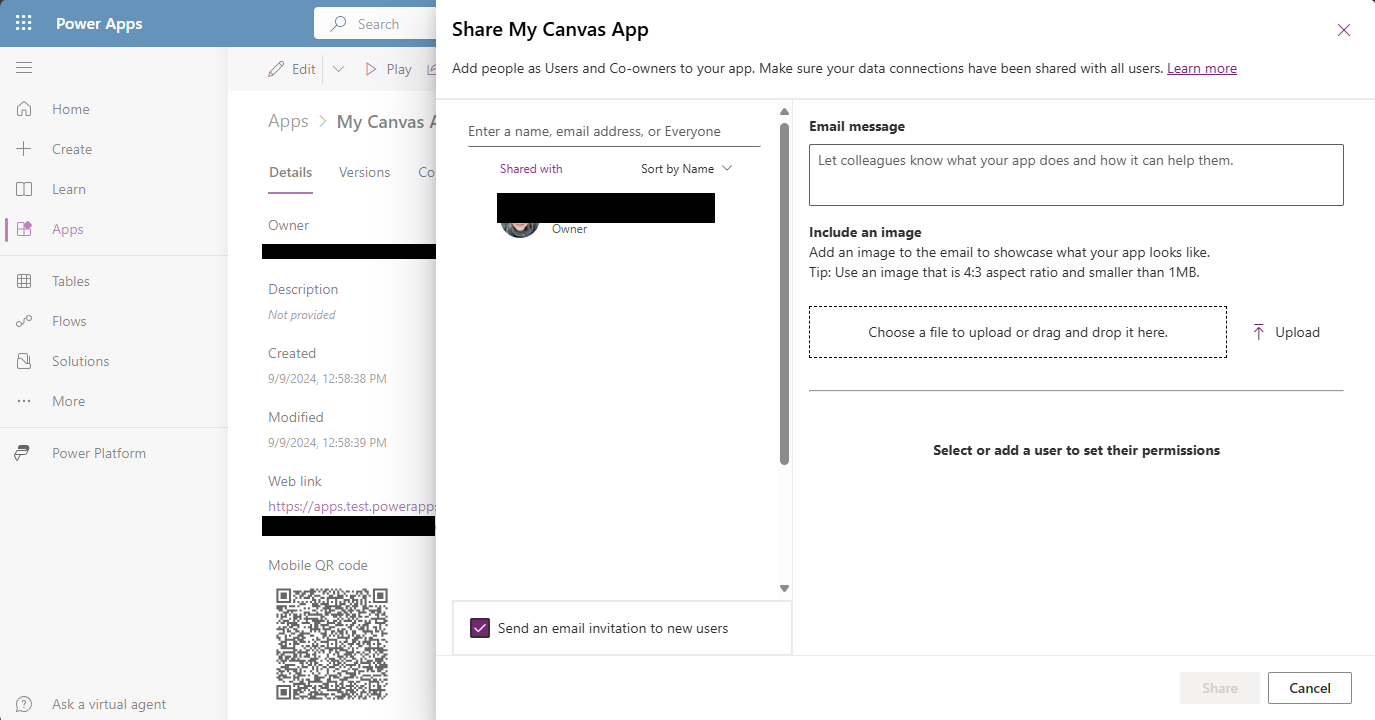 Power Apps
Search
Home
Create
Learn
Apps
Tables
Flows
Solutions
More
Power Platform
Ask a virtual agent
Edit
Play
Apps > My Canvas A
Details
Versions
Co
Owner
Description
Not provided
Created
9/9/2024, 12:58:38 PM
Modified
9/9/2024, 12:58:39 PM
Web link
https://apps.test.powerapps
Mobile QR code
Share My Canvas App
Add people as Users and Co-owners to your app. Make sure your data connections have been shared with all users. Learn more
Enter a name, email address, or Everyone
Shared with
Sort by Name
Owner
Send an email invitation to new users
Email message
Let colleagues know what your app does and how it can help them.
Include an image
Add an image to the email to showcase what your app looks like.
Tip: Use an image that is 4:3 aspect ratio and smaller than 1MB.
Choose a file to upload or drag and drop it here.
Upload
Select or add a user to set their permissions
Share
Cancel